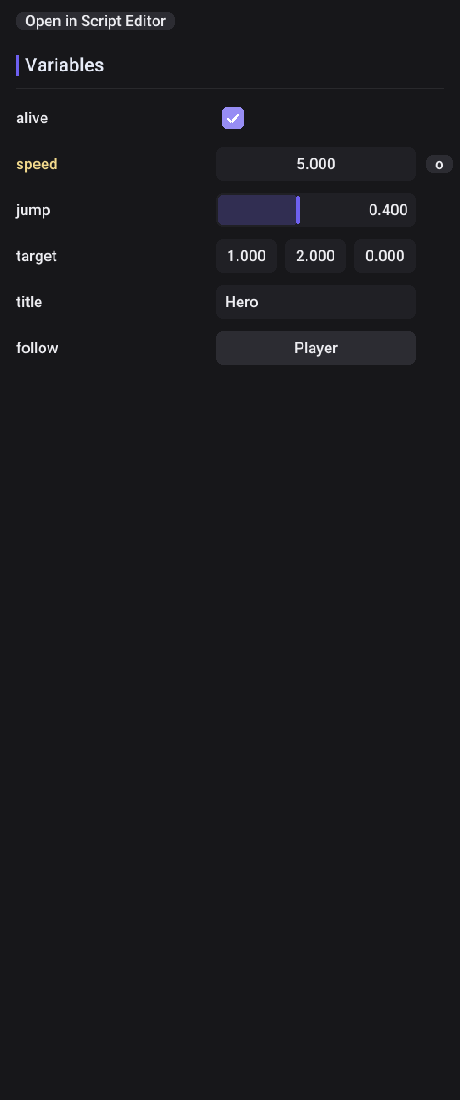 Open in Script Editor
Variables
alive
speed 5.000 o
jump 0.400
target 1.000 2.000 0.000
title Hero
follow Player